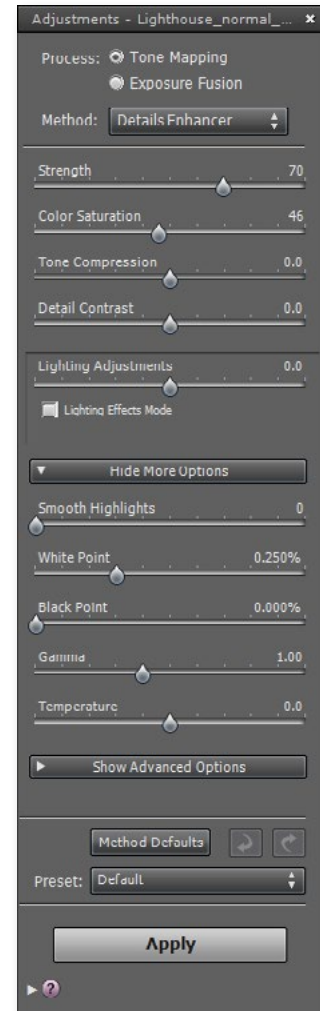 Adjustments - Lighthouse_normal_... ×
Process: Tone Mapping
Exposure Fusion
Method: Details Enhancer
Strength 70
Color Saturation 46
Tone Compression 0.0
Detail Contrast 0.0
Lighting Adjustments 0.0
Lighting Effects Mode
Hide More Options
Smooth Highlights 0
White Point 0.250%
Black Point 0.000%
Gamma 1.00
Temperature 0.0
Show Advanced Options
Method Defaults
Preset: Default
Apply
?